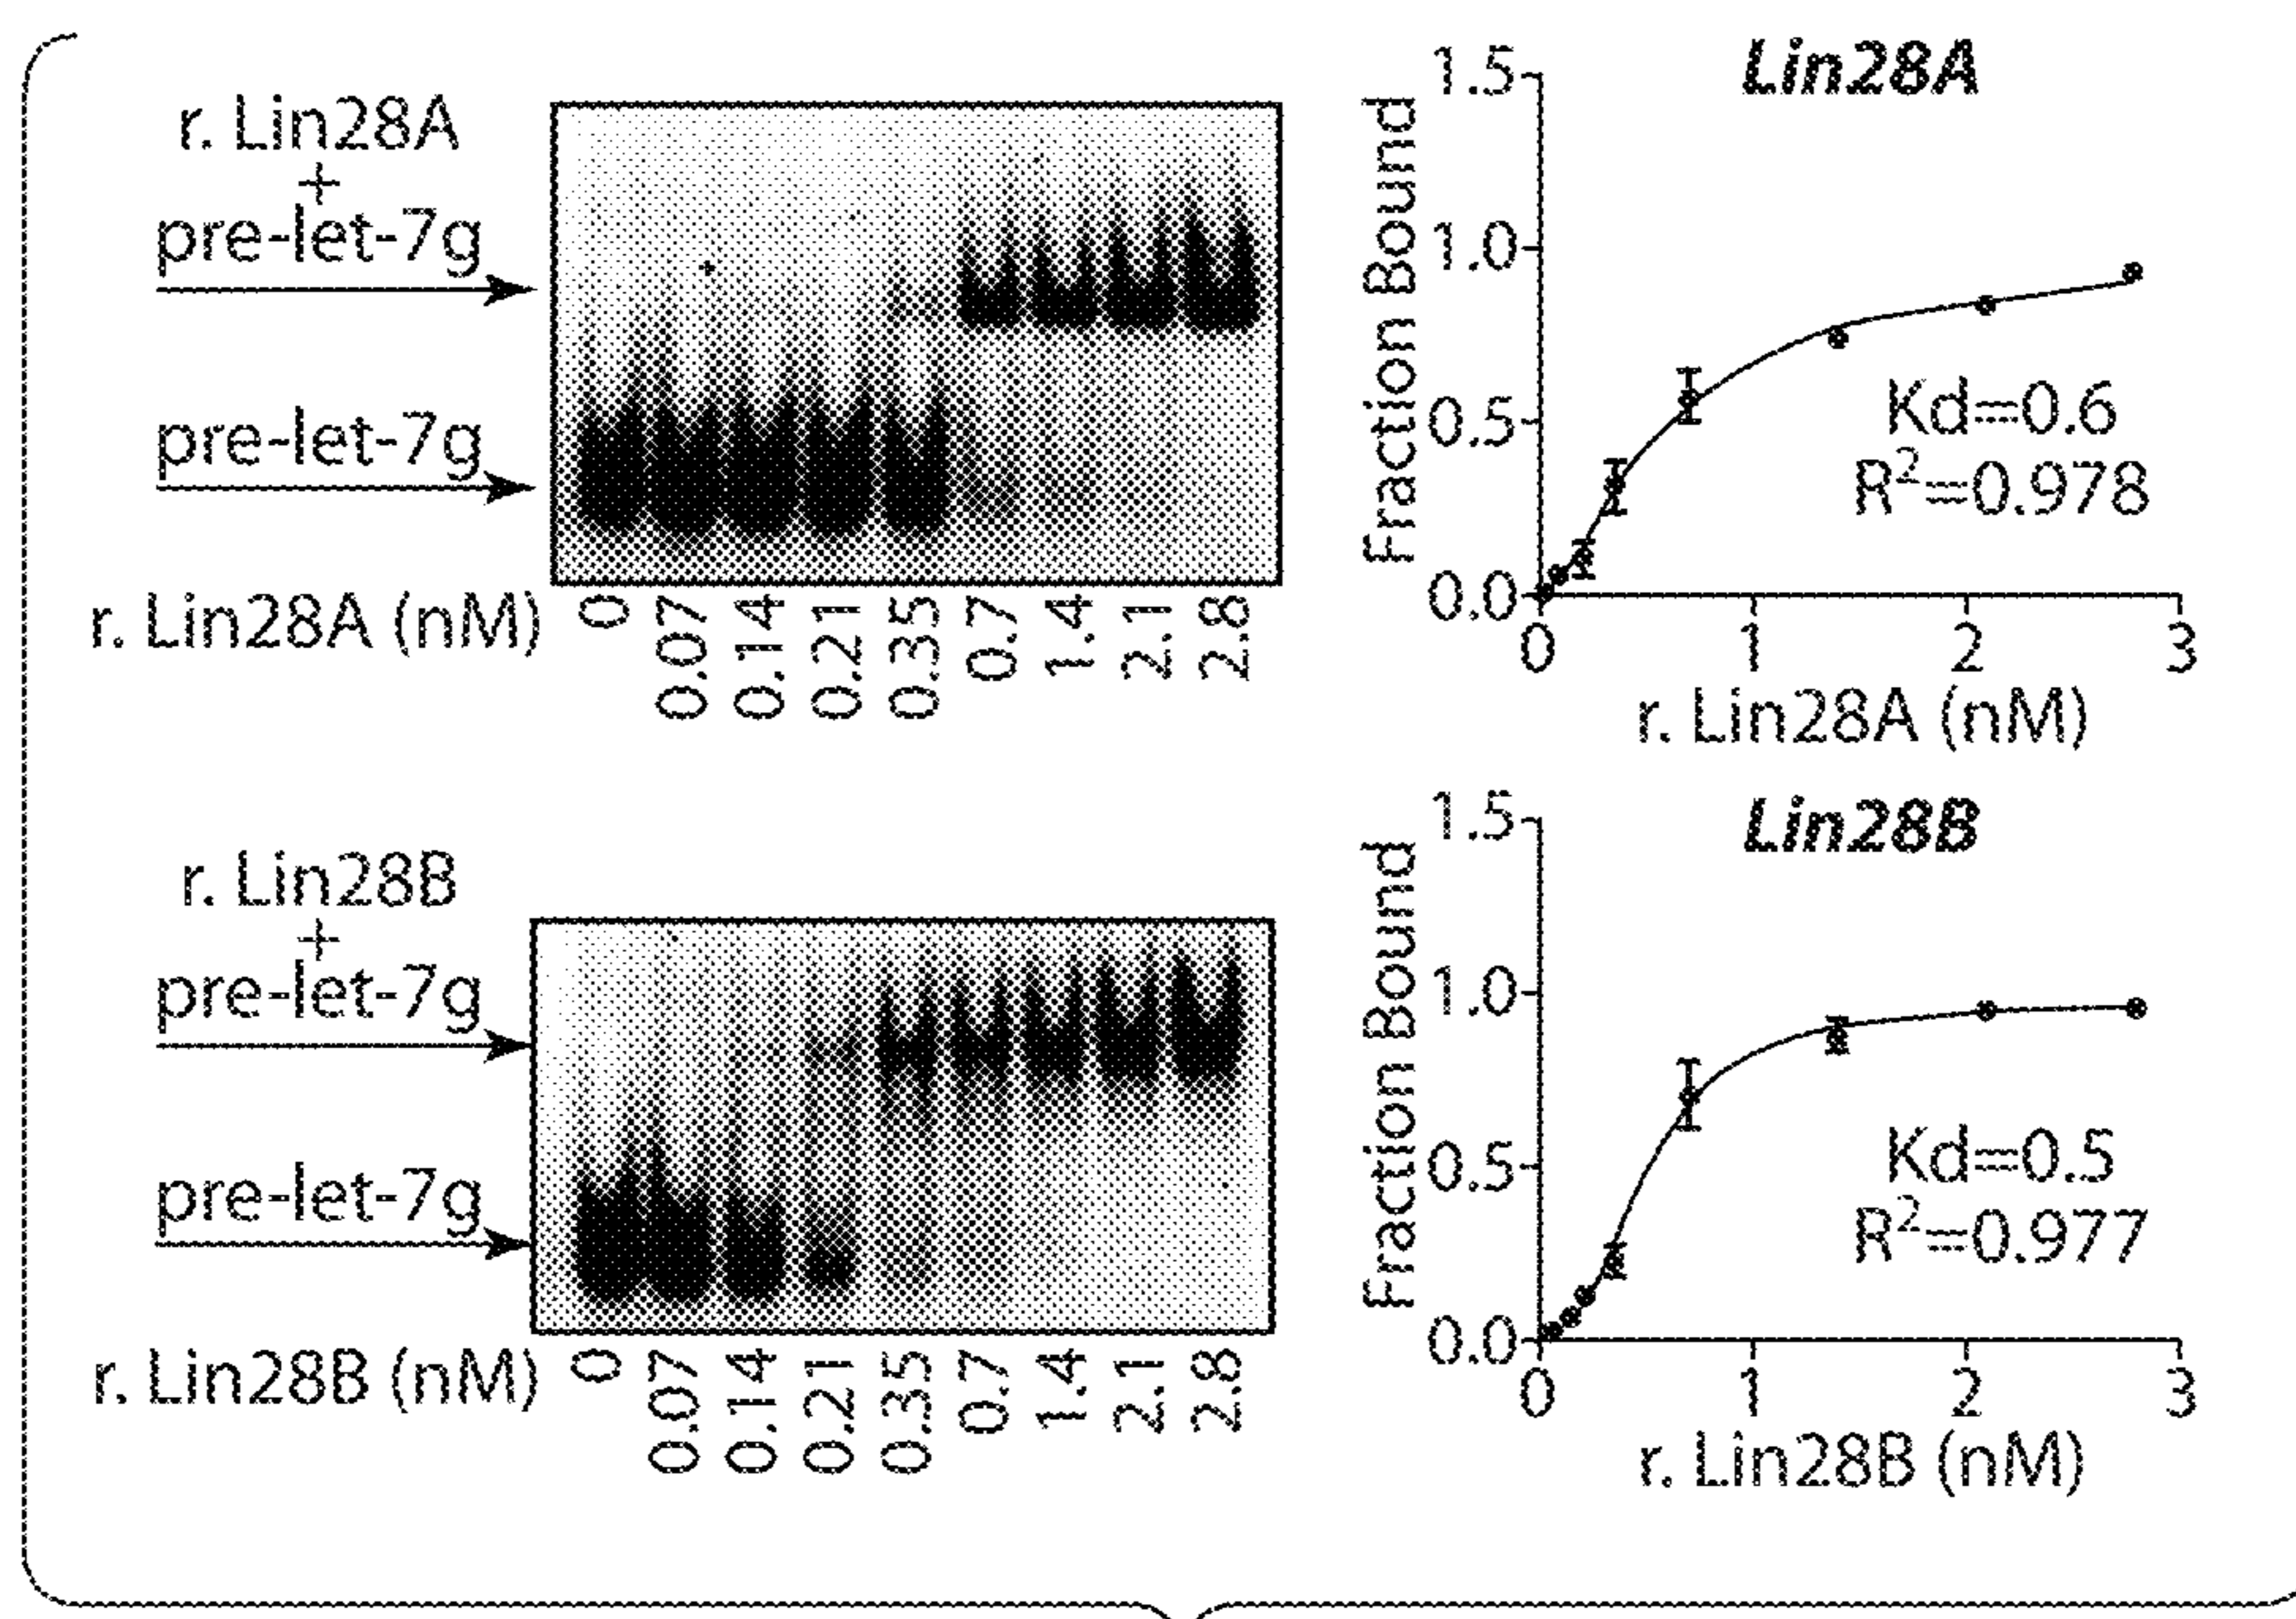 r. Lin28A
+
pre-let-7g
pre-let-7g
r. Lin28A (nM)
0
0.07
0.14
0.21
0.35
0.7
1.4
2.1
2.8
Lin28A
Fraction Bound
1.5
1.0
0.5
0.0
0 1 2 3
Kd=0.6
R²=0.978
r. Lin28A (nM)
r. Lin28B
+
pre-let-7g
pre-let-7g
r. Lin28B (nM)
0
0.07
0.14
0.21
0.35
0.7
1.4
2.1
2.8
Lin28B
Fraction Bound
1.5
1.0
0.5
0.0
0 1 2 3
Kd=0.5
R²=0.977
r. Lin28B (nM)